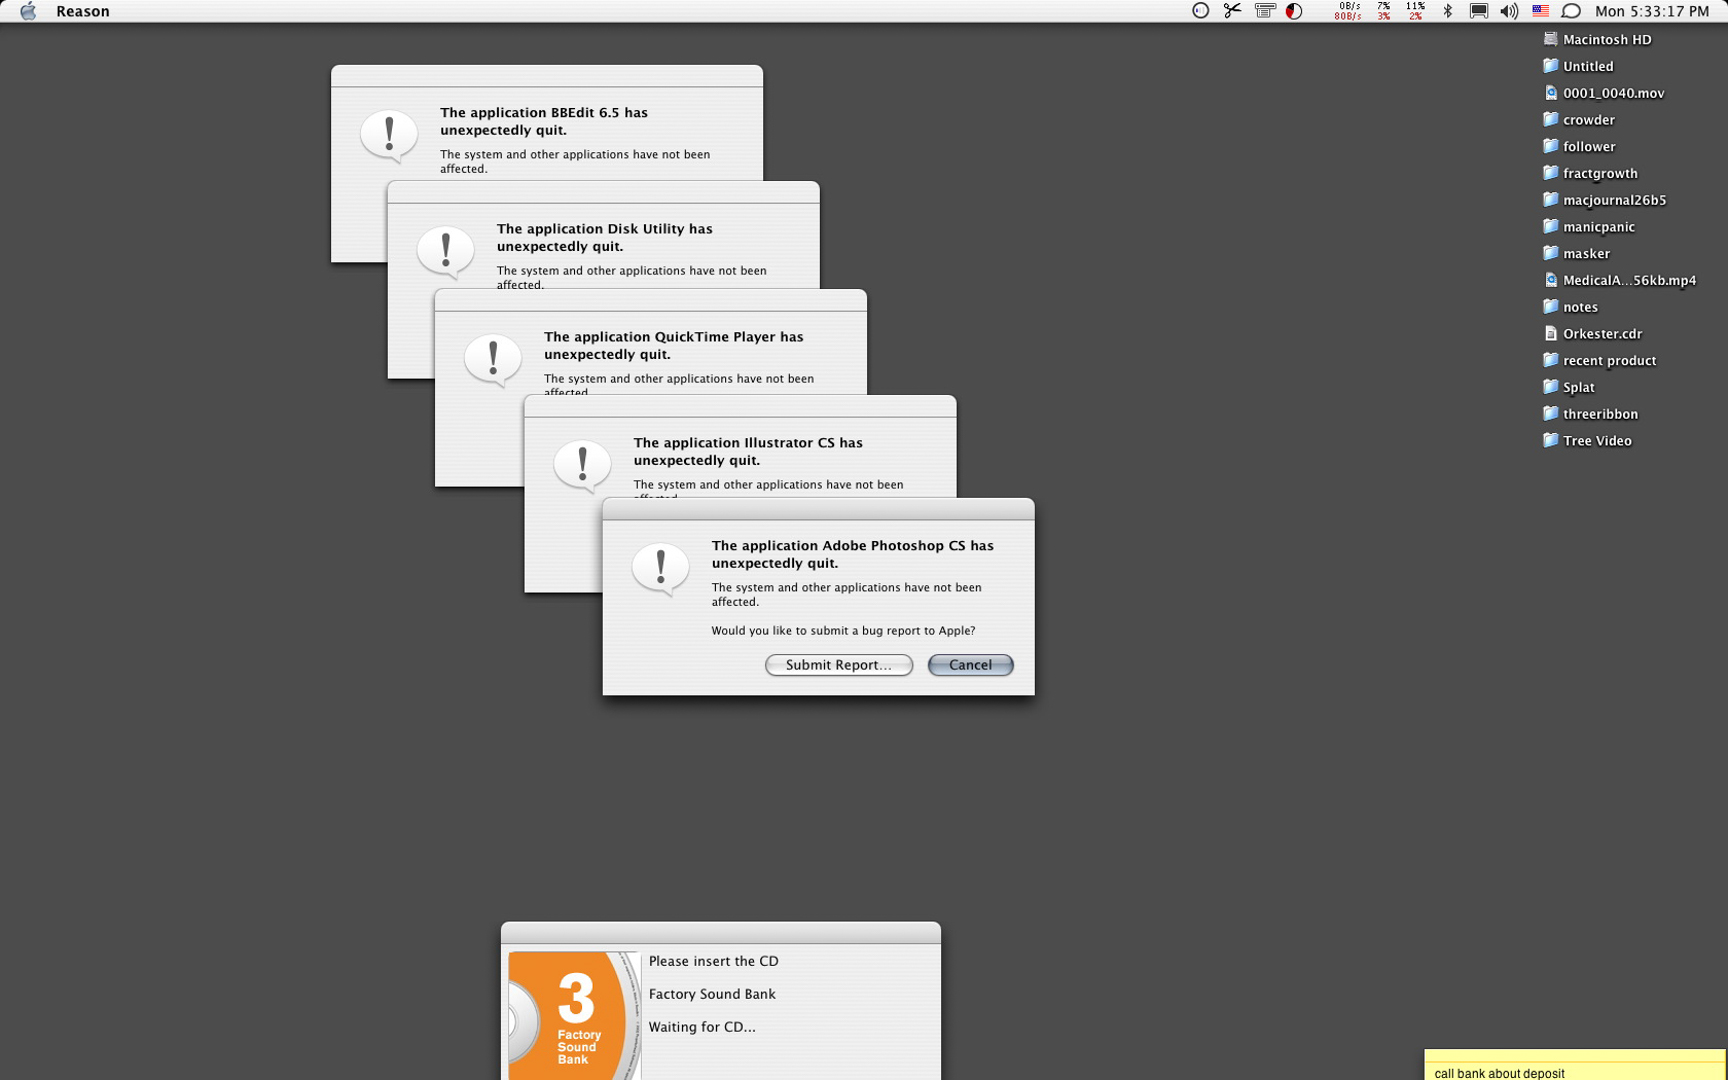 Reason
0B/s
80B/s
7%
3%
11%
2%
Mon 5:33:17 PM
Macintosh HD
Untitled
0001_0040.mov
crowder
follower
fractgrowth
macjournal26b5
manicpanic
masker
MedicalA...56kb.mp4
notes
Orkester.cdr
recent product
Splat
threeribbon
Tree Video
The application BBEdit 6.5 has
unexpectedly quit.
The system and other applications have not been
affected.
The application Disk Utility has
unexpectedly quit.
The system and other applications have not been
affected.
The application QuickTime Player has
unexpectedly quit.
The system and other applications have not been
affected.
The application Illustrator CS has
unexpectedly quit.
The system and other applications have not been
The application Adobe Photoshop CS has
unexpectedly quit.
The system and other applications have not been
affected.
Would you like to submit a bug report to Apple?
Submit Report...
Cancel
3
Factory
Sound
Bank
Please insert the CD
Factory Sound Bank
Waiting for CD...
call bank about deposit